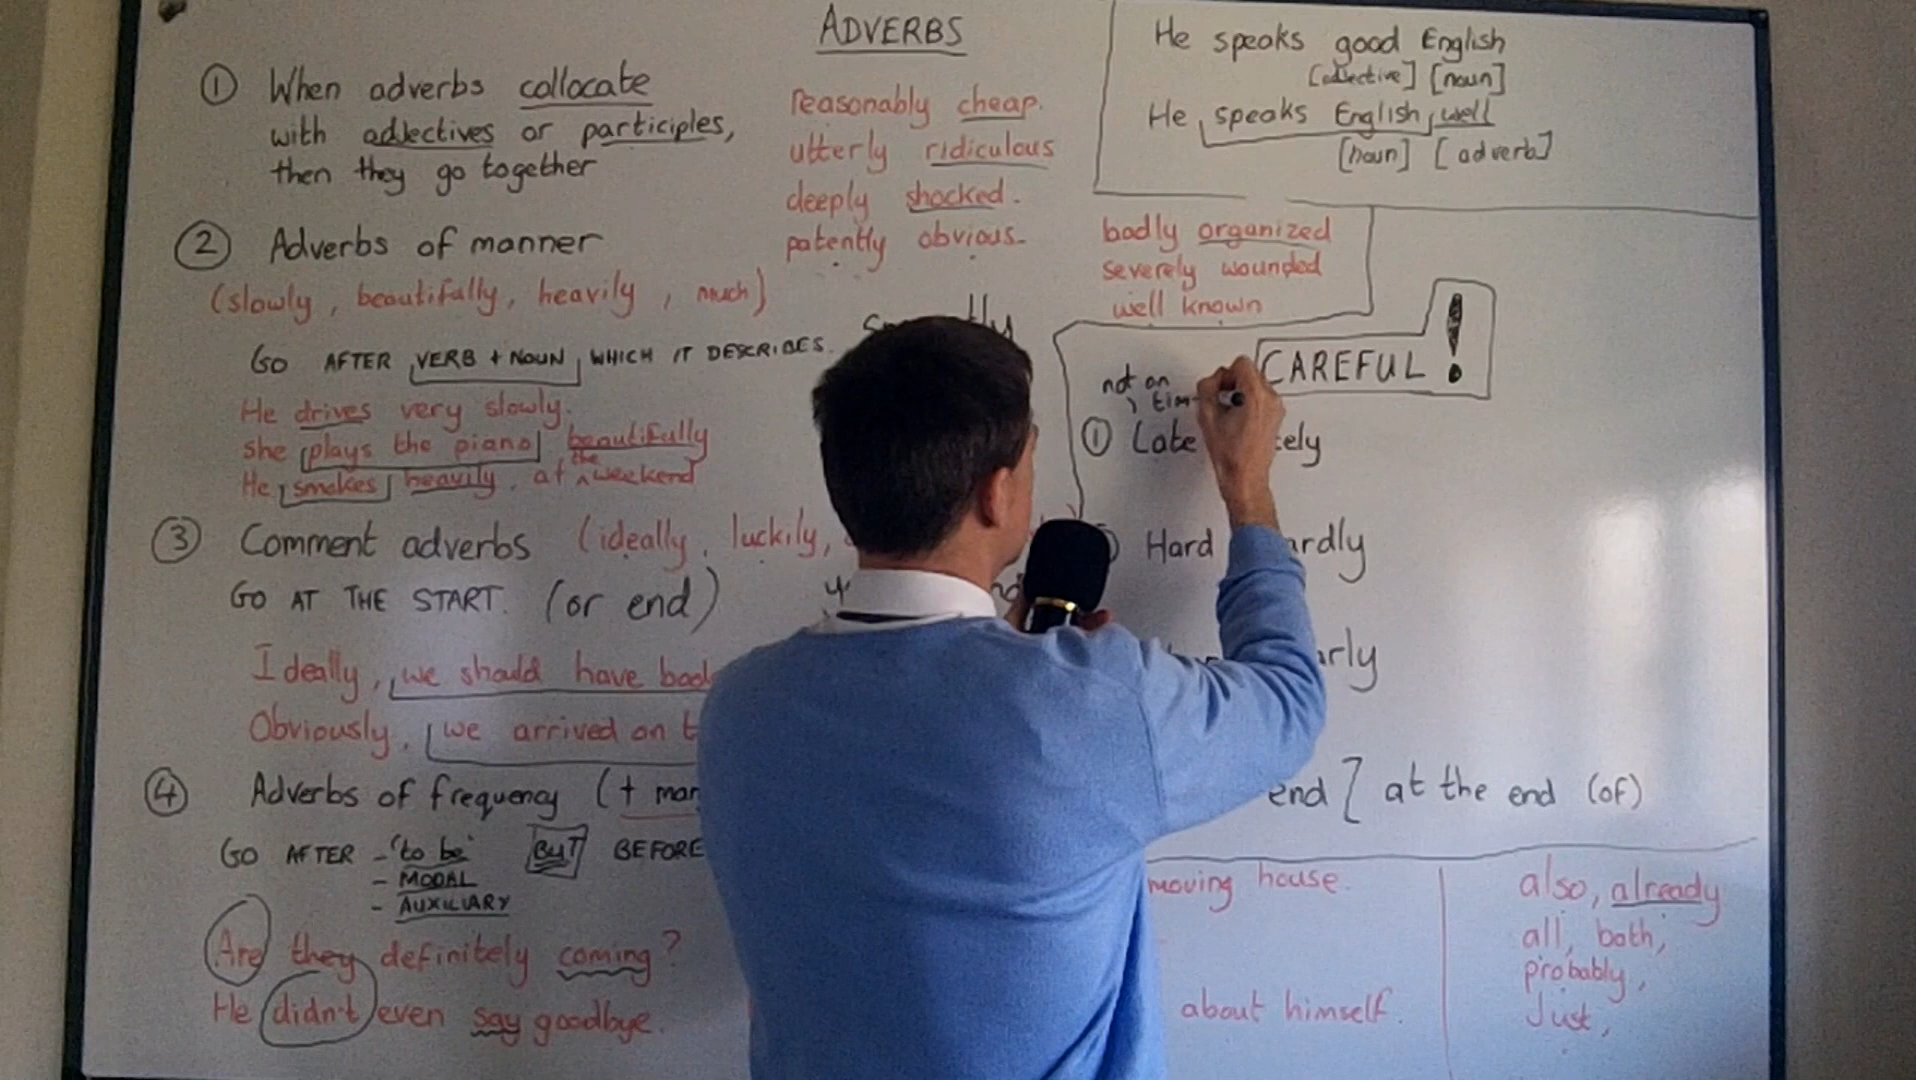 ADVERBS
① When adverbs collocate
with adjectives or participles,
then they go together
reasonably cheap.
utterly ridiculous
deeply shocked.
patently obvious.
badly organized
severely wounded
well known
He speaks good English
[adjective] [noun]
He speaks English well
[noun] [adverb]
② Adverbs of manner
(slowly, beautifully, heavily, much)
GO AFTER VERB + NOUN WHICH IT DESCRIBES.
He drives very slowly.
She plays the piano beautifully
He smokes heavily at the weekend
③ Comment adverbs (ideally, luckily,
GO AT THE START. (or end)
Ideally, we should have
Obviously, we arrived on
④ Adverbs of frequency (+
GO AFTER - 'to be' BUT BEFORE
- MODAL
- AUXILIARY
Are they definitely coming?
He didn't even say goodbye.
CAREFUL!
not on
① Late
Hard
end] at the end (of)
moving house.
about himself.
also, already
all, both,
probably,
Just,